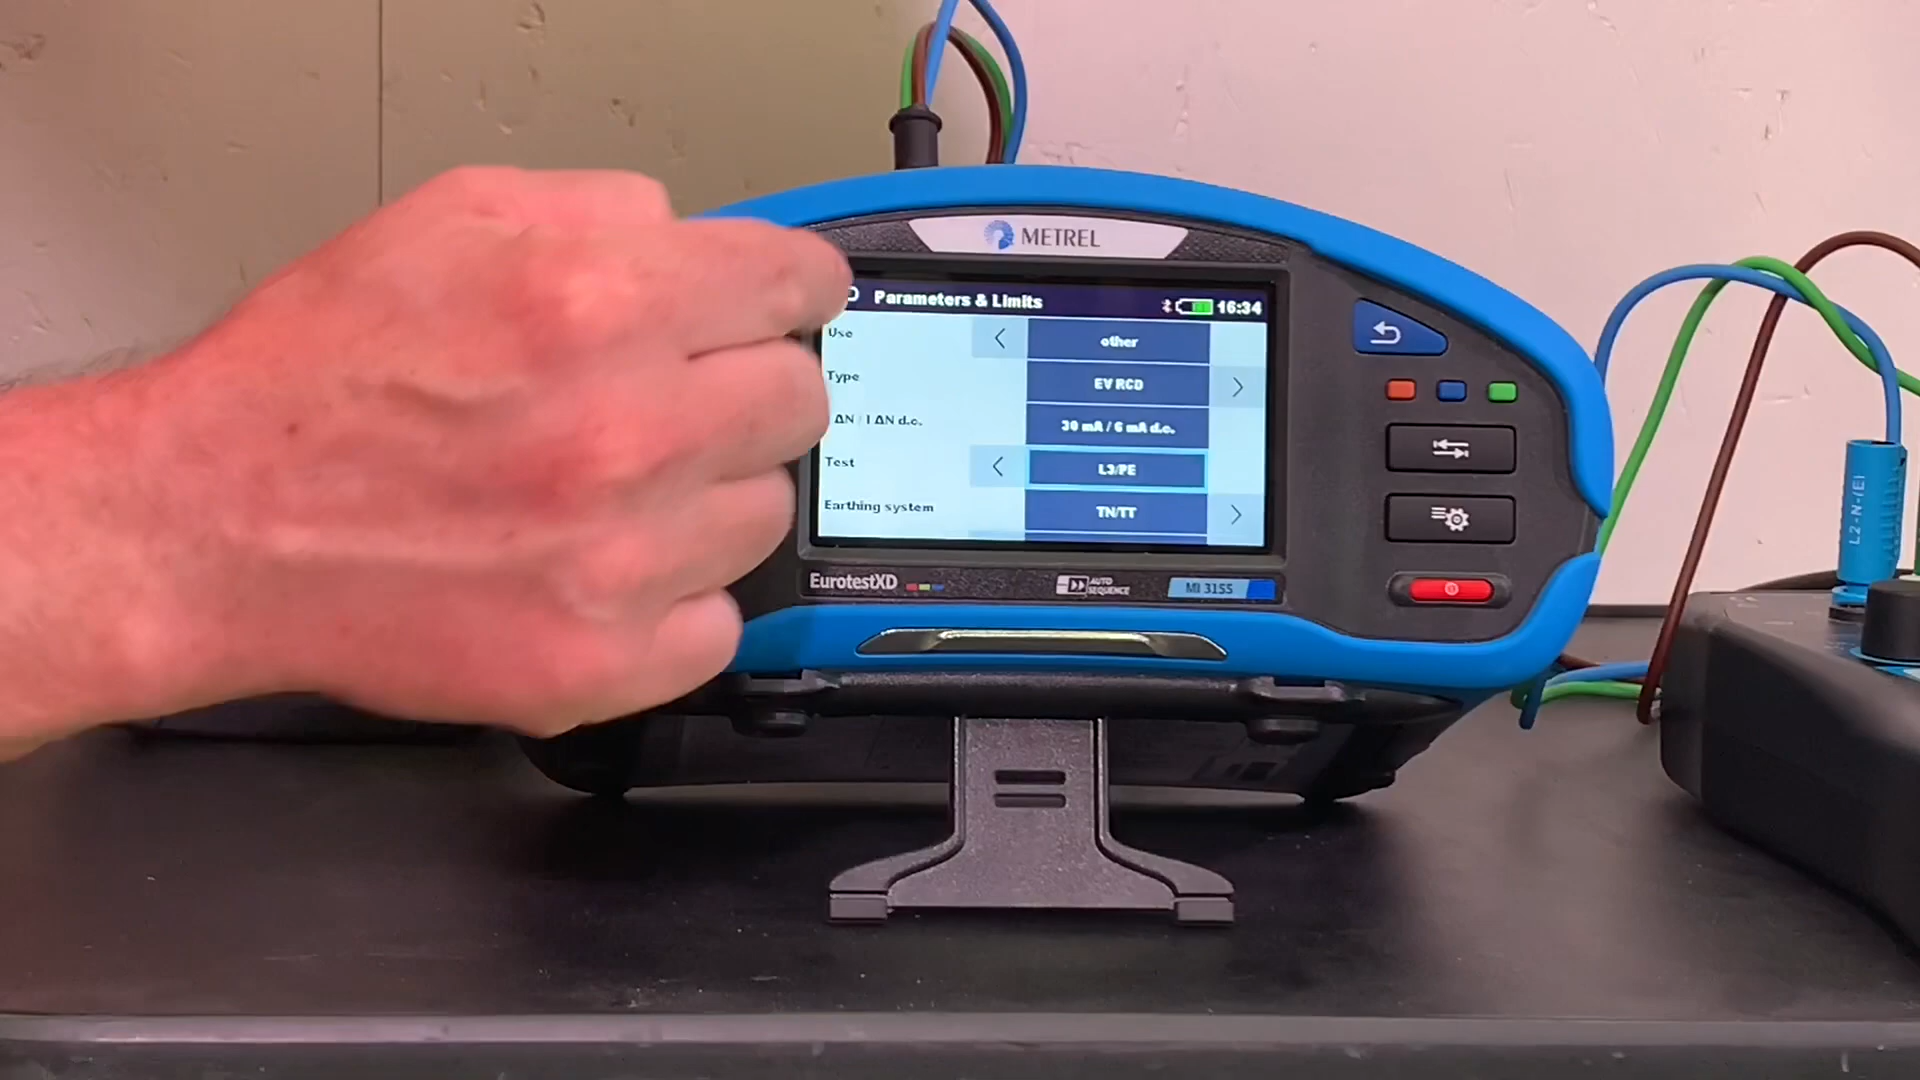 METREL
Parameters & Limits 16:34
Use other
Type EV RCD
ΔN / I ΔN d.c. 30 mA / 6 mA d.c.
Test L3/PE
Earthing system TN/TT
EurotestXD AUTO SEQUENCE MI 3155
L2-N-(E)